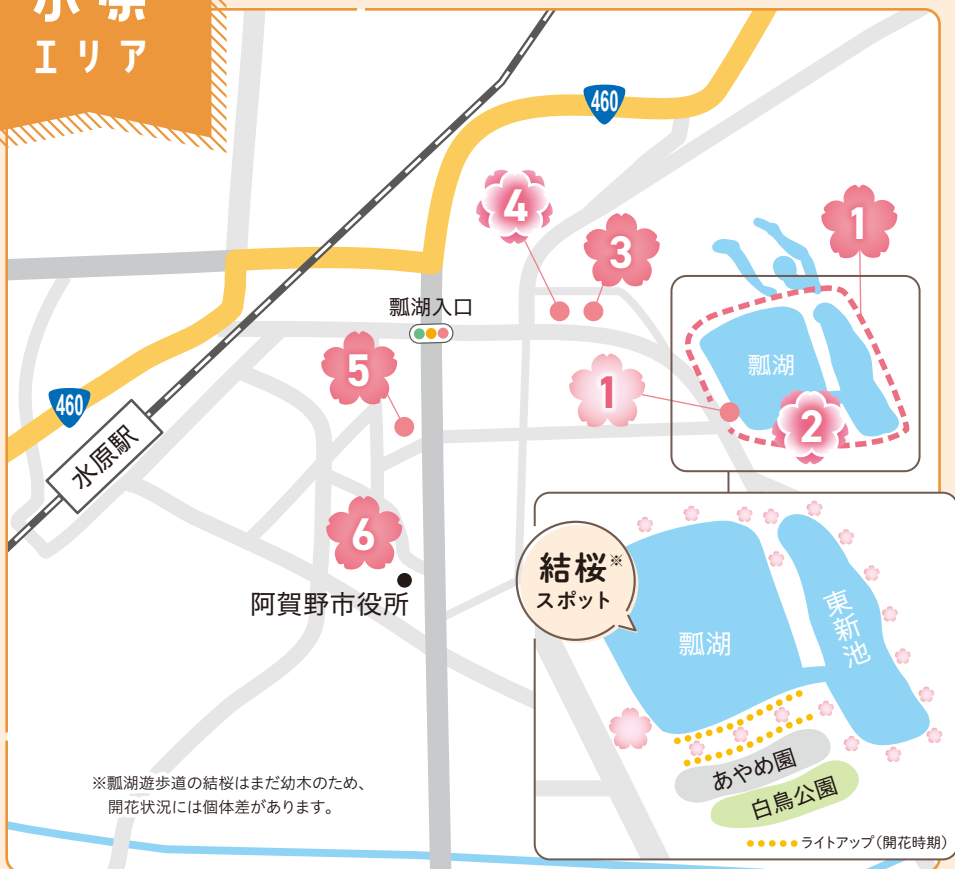 エリア
460
4
3
1
瓢湖入口
5
1
瓢湖
2
460
水原駅
6
阿賀野市役所
結桜※
スポット
瓢湖
東新池
あやめ園
白鳥公園
ライトアップ（開花時期）
※瓢湖遊歩道の結桜はまだ幼木のため、
開花状況には個体差があります。